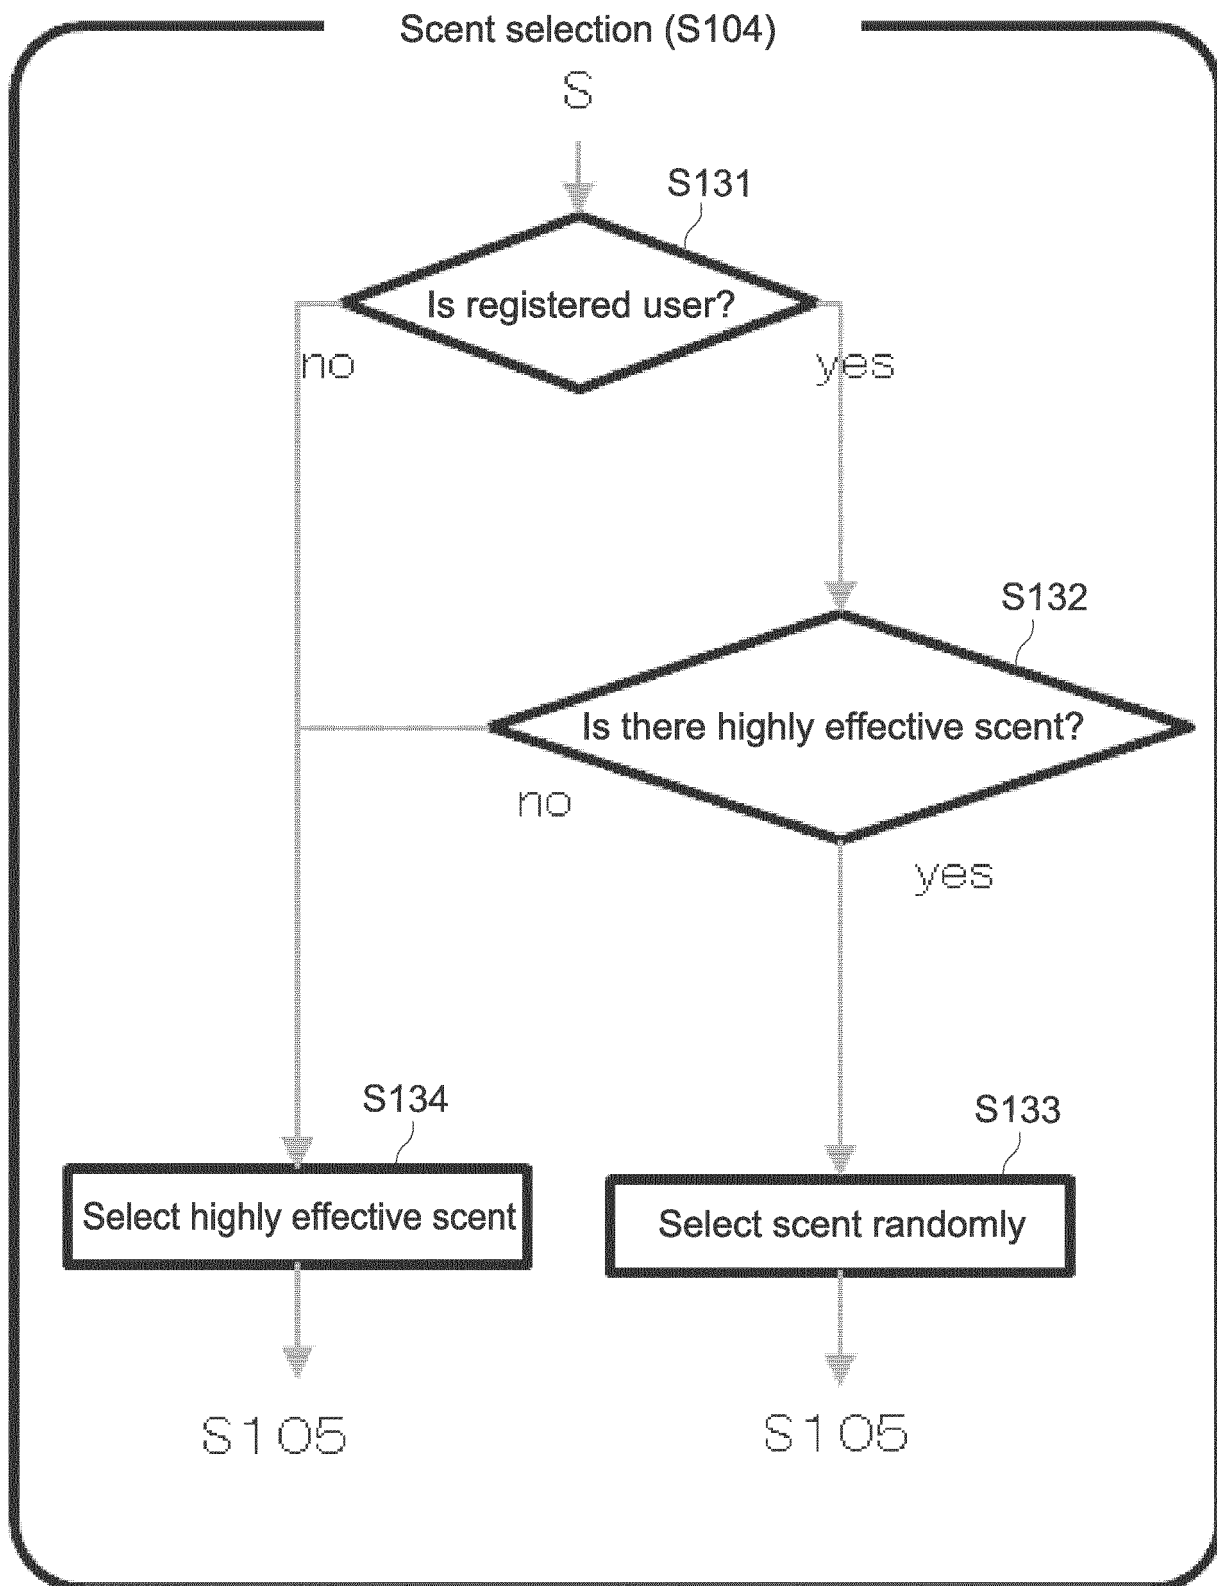 Scent selection (S104)
S
S131
Is registered user?
no
yes
S132
Is there highly effective scent?
no
yes
S134
S133
Select highly effective scent
Select scent randomly
S105
S105